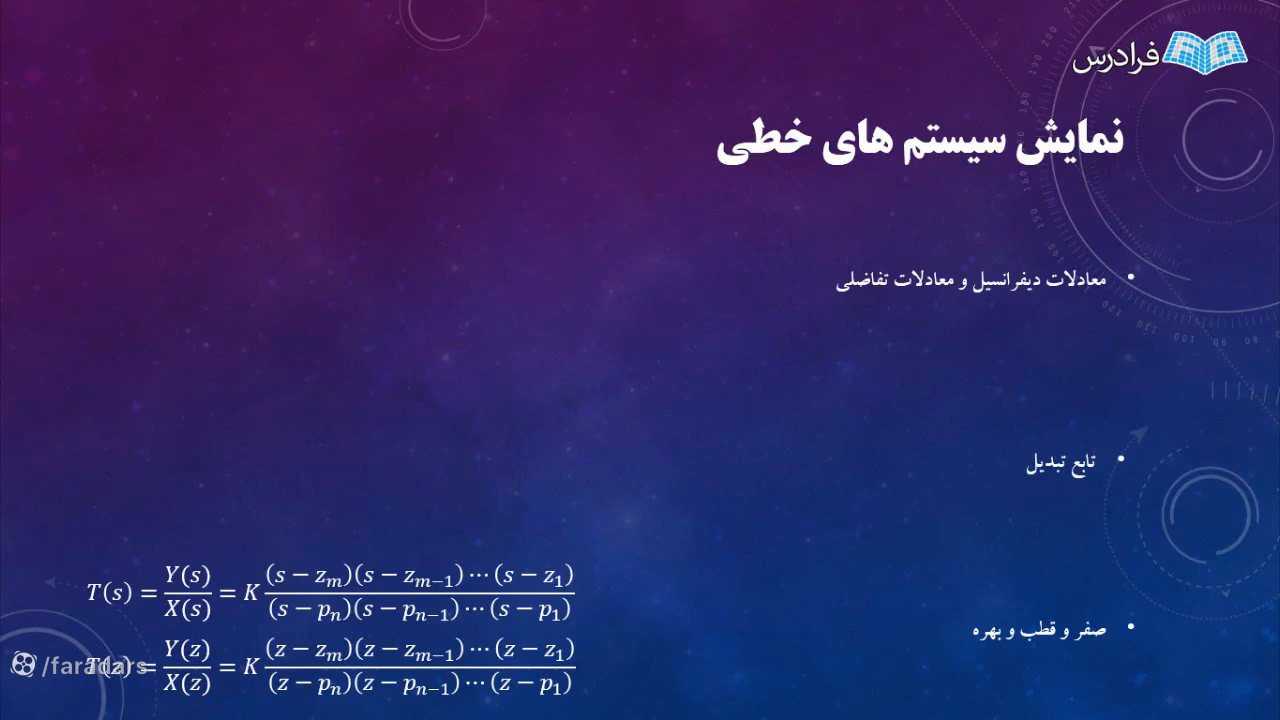 فرادرس
نمایش سیستم های خطی
• معادلات دیفرانسیل و معادلات تفاضلی
• تابع تبدیل
• صفر و قطب و بهره
T(s) = Y(s)/X(s) = K (s − z_m)(s − z_{m−1}) ⋯ (s − z_1) / (s − p_n)(s − p_{n−1}) ⋯ (s − p_1)
T(z) = Y(z)/X(z) = K (z − z_m)(z − z_{m−1}) ⋯ (z − z_1) / (z − p_n)(z − p_{n−1}) ⋯ (z − p_1)
/faradars